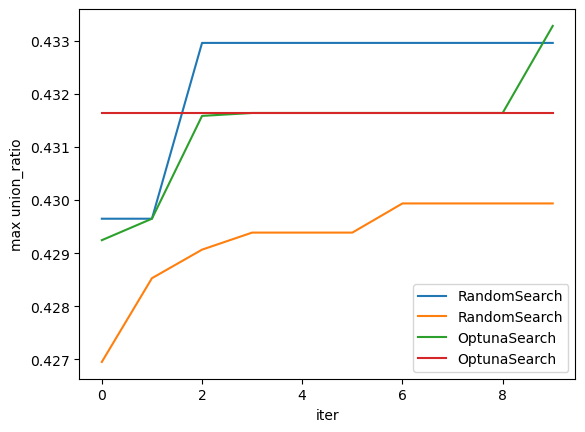 max union_ratio
0.433
0.432
0.431
0.430
0.429
0.428
0.427
0 2 4 6 8
iter
RandomSearch
RandomSearch
OptunaSearch
OptunaSearch